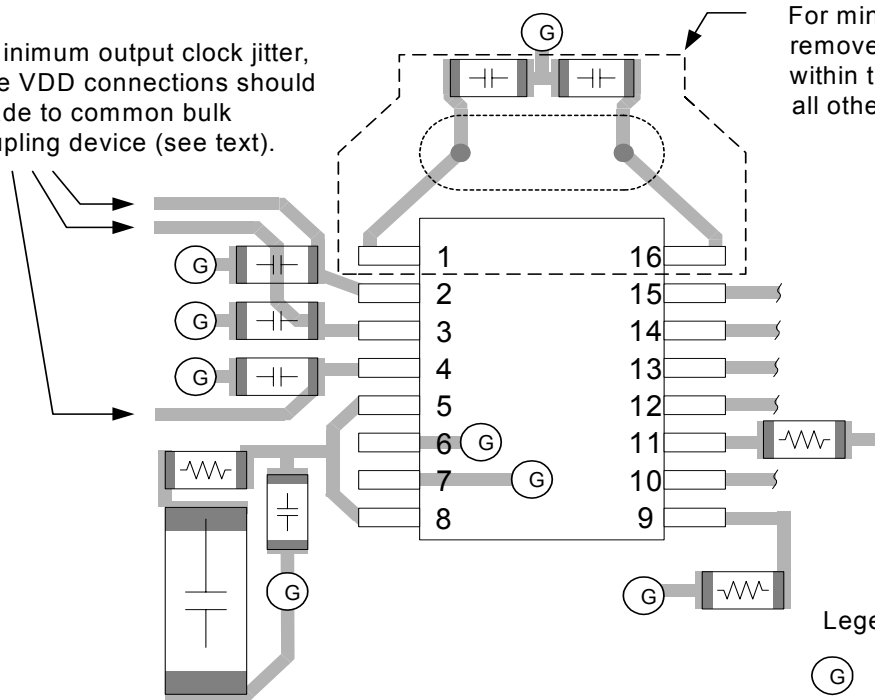 For min
remove
within t
all othe
inimum output clock jitter,
e VDD connections should
de to common bulk
upling device (see text).
G
G
G
G
1 16
2 15
3 14
4 13
5 12
6 G 11
7 G 10
8 9
G
G
Lege
G